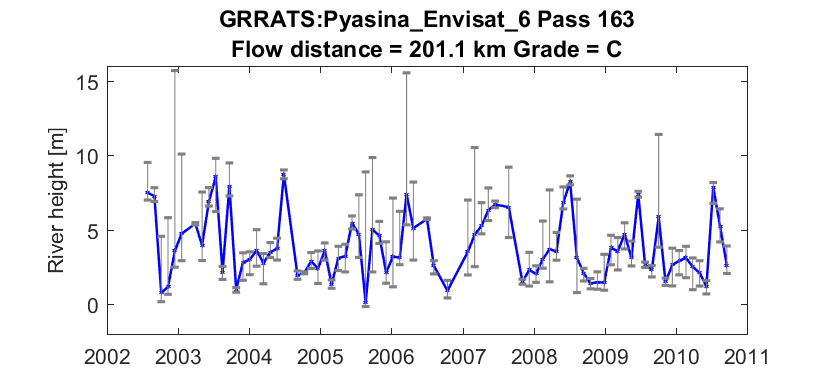 GRRATS:Pyasina_Envisat_6 Pass 163
Flow distance = 201.1 km Grade = C
River height [m]
15
10
5
0
2002 2003 2004 2005 2006 2007 2008 2009 2010 2011